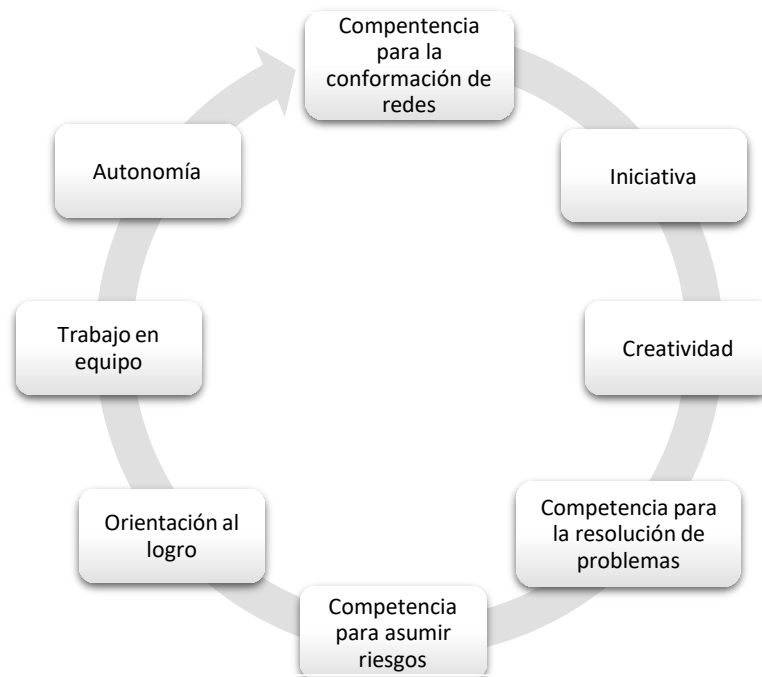 Compentencia
para la
conformación de
redes
Iniciativa
Creatividad
Competencia para
la resolución de
problemas
Competencia
para asumir
riesgos
Orientación al
logro
Trabajo en
equipo
Autonomía